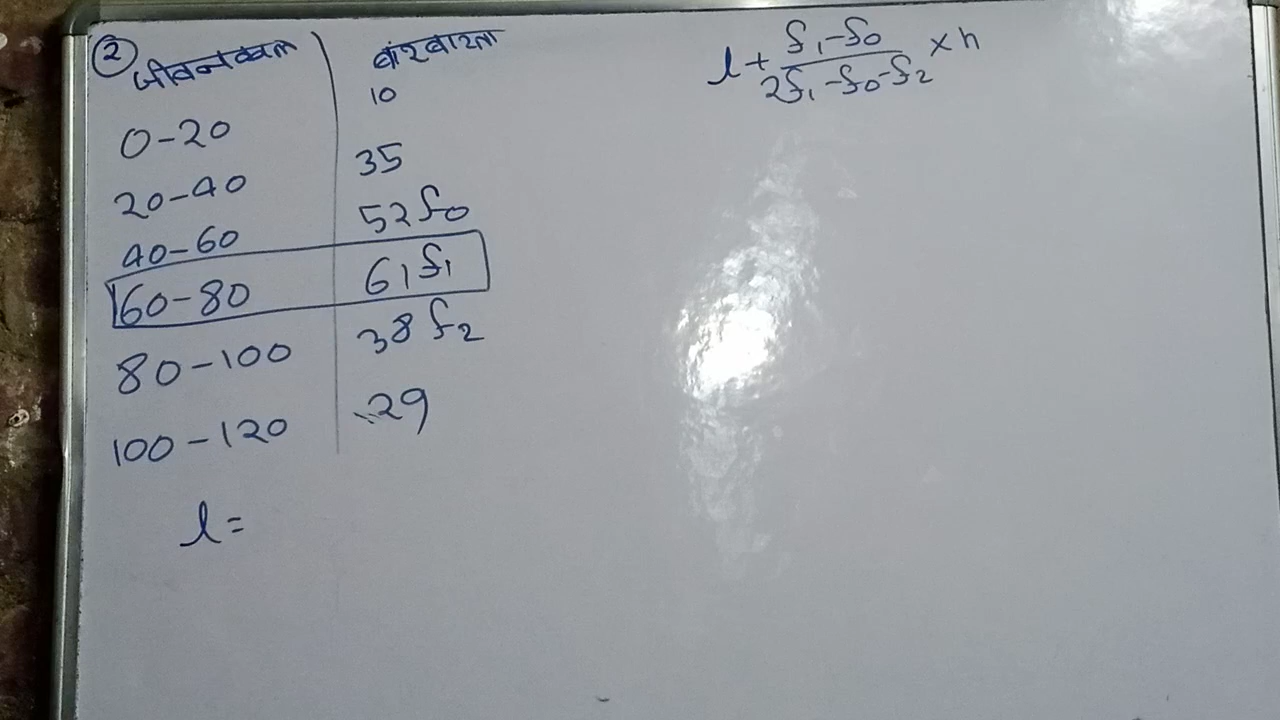 ② जीवनकाल बारंबारता
0-20 10
20-40 35
40-60 52 f₀
60-80 61 f₁
80-100 38 f₂
100-120 29
l =
l + f₁-f₀ / 2f₁-f₀-f₂ × h